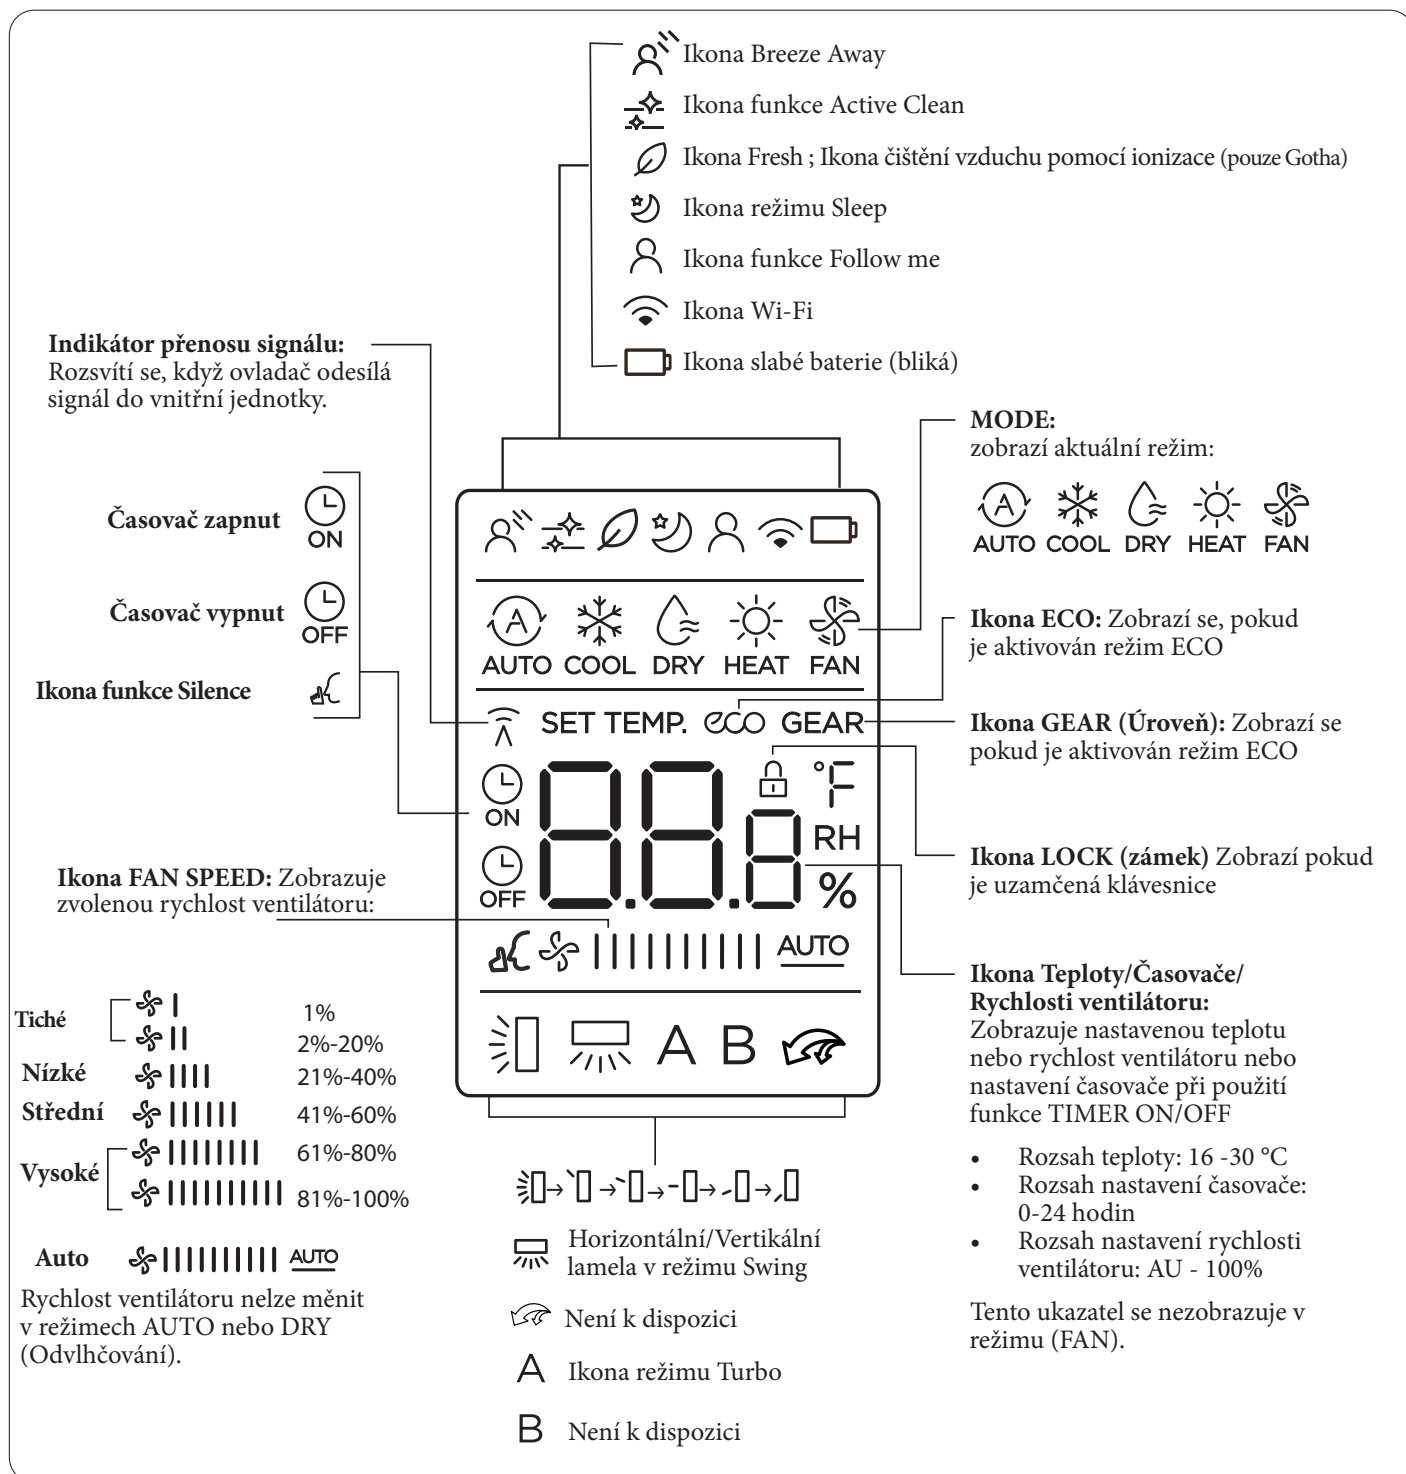 Ikona Breeze Away
Ikona funkce Active Clean
Ikona Fresh ; Ikona čištění vzduchu pomocí ionizace (pouze Gotha)
Ikona režimu Sleep
Ikona funkce Follow me
Ikona Wi-Fi
Ikona slabé baterie (bliká)
Indikátor přenosu signálu:
Rozsvítí se, když ovladač odesílá
signál do vnitřní jednotky.
Časovač zapnut
ON
Časovač vypnut
OFF
Ikona funkce Silence
MODE:
zobrazí aktuální režim:
A
AUTO COOL DRY HEAT FAN
Ikona ECO: Zobrazí se, pokud
je aktivován režim ECO
Ikona GEAR (Úroveň): Zobrazí se
pokud je aktivován režim ECO
Ikona LOCK (zámek) Zobrazí pokud
je uzamčená klávesnice
Ikona Teploty/Časovače/
Rychlosti ventilátoru:
Zobrazuje nastavenou teplotu
nebo rychlost ventilátoru nebo
nastavení časovače při použití
funkce TIMER ON/OFF
• Rozsah teploty: 16 -30 °C
• Rozsah nastavení časovače:
0-24 hodin
• Rozsah nastavení rychlosti
ventilátoru: AU - 100%
Tento ukazatel se nezobrazuje v
režimu (FAN).
A
AUTO COOL DRY HEAT FAN
SET TEMP. eco GEAR
ON
88.8.
°F
RH
OFF
%
AUTO
A B
Ikona FAN SPEED: Zobrazuje
zvolenou rychlost ventilátoru:
Tiché
1%
2%-20%
Nízké 21%-40%
Střední 41%-60%
Vysoké
61%-80%
81%-100%
Auto AUTO
Rychlost ventilátoru nelze měnit
v režimech AUTO nebo DRY
(Odvlhčování).
Horizontální/Vertikální
lamela v režimu Swing
Není k dispozici
A Ikona režimu Turbo
B Není k dispozici